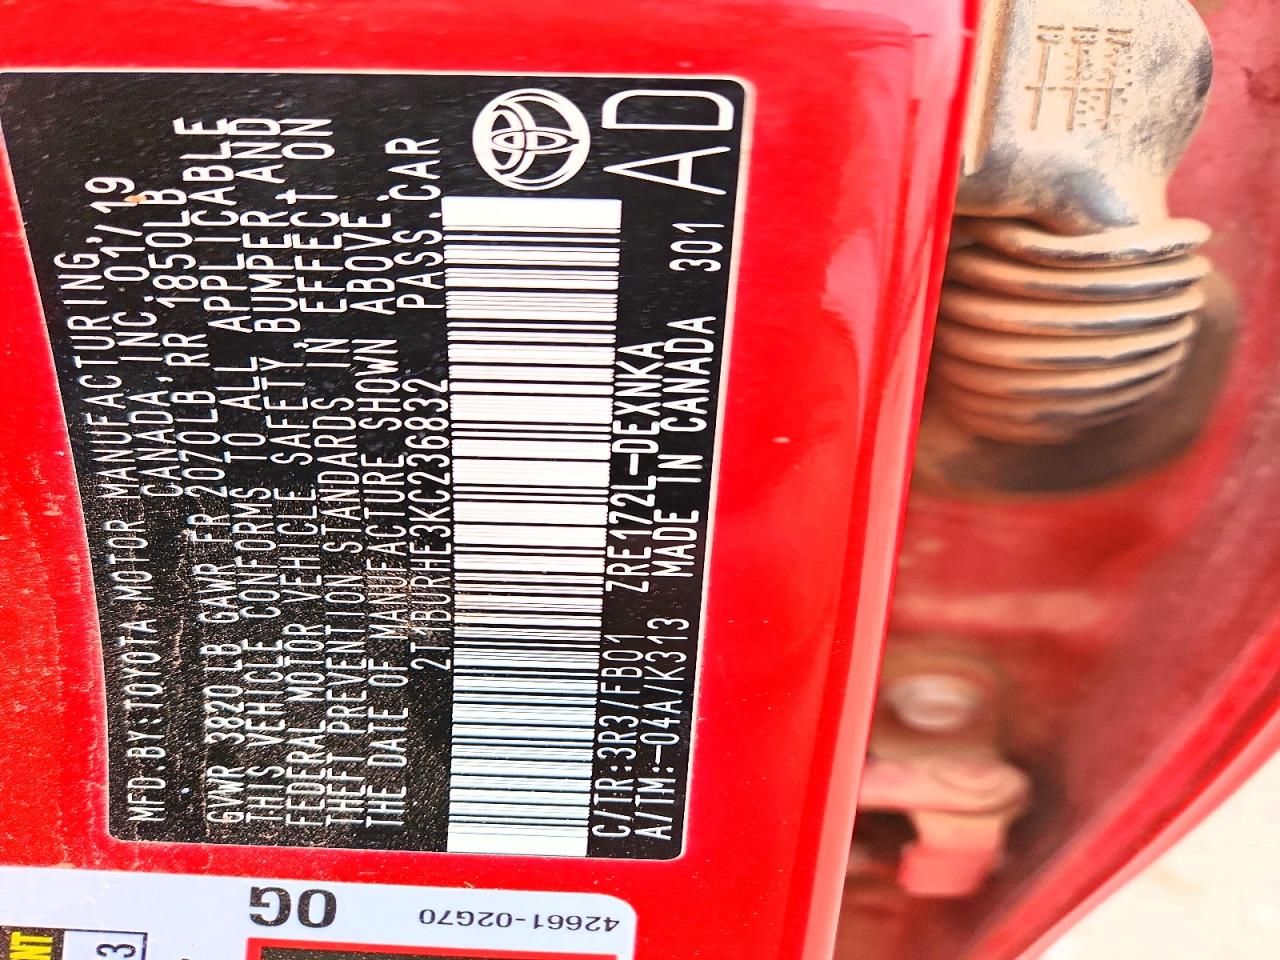 MFD.BY:TOYOTA MOTOR MANUFACTURING,
CANADA, INC. 01/19
GVWR 3820LB GAWR FR 2070LB RR 1850LB
THIS VEHICLE CONFORMS TO ALL APPLICABLE
FEDERAL MOTOR VEHICLE SAFETY, BUMPER, AND
THEFT PREVENTION STANDARDS IN EFFECT ON
THE DATE OF MANUFACTURE SHOWN ABOVE.
2T1BURHE3KC236832 PASS.CAR
C/TR:3R3/FB01 ZRE172L-DEXNKA
A/TM:-04A/K313 MADE IN CANADA 301
AD
42661-02G70
OG
3